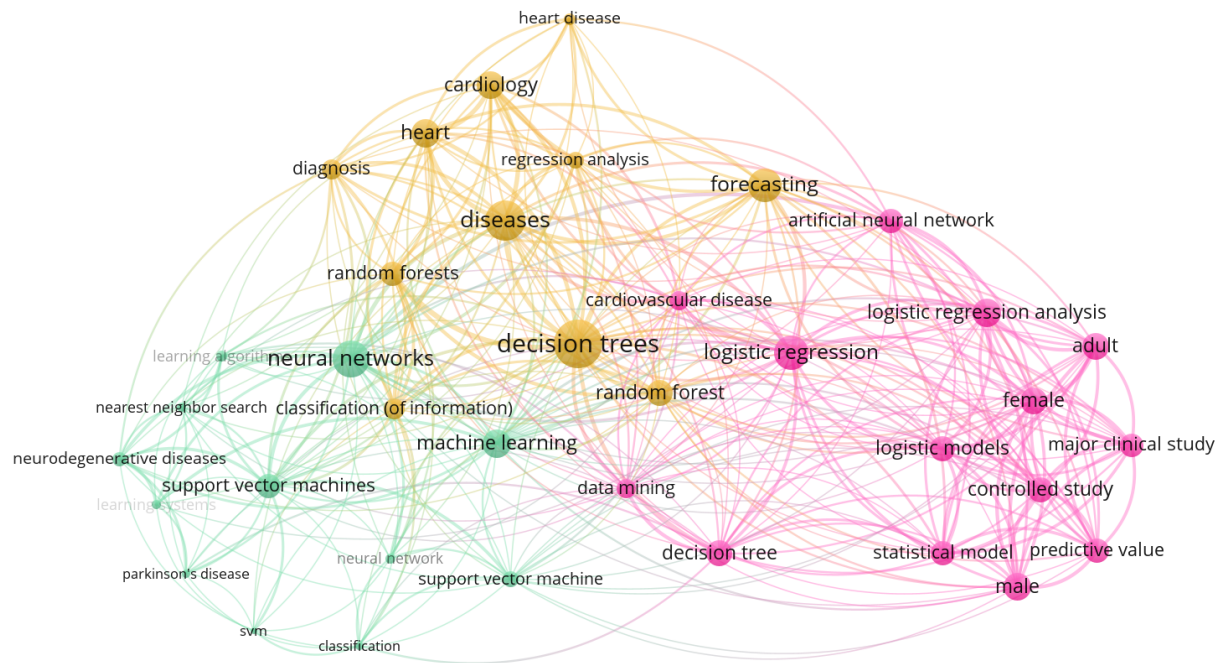 heart disease
cardiology
heart
regression analysis
diagnosis
forecasting
diseases
artificial neural network
random forests
cardiovascular disease
logistic regression analysis
decision trees
adult
logistic regression
learning algorith
neural networks
random forest
female
nearest neighbor search
classification (of information)
machine learning
major clinical study
logistic models
neurodegenerative diseases
support vector machines
data mining
controlled study
learning systems
decision tree
statistical model
predictive value
neural network
parkinson's disease
support vector machine
male
svm
classification